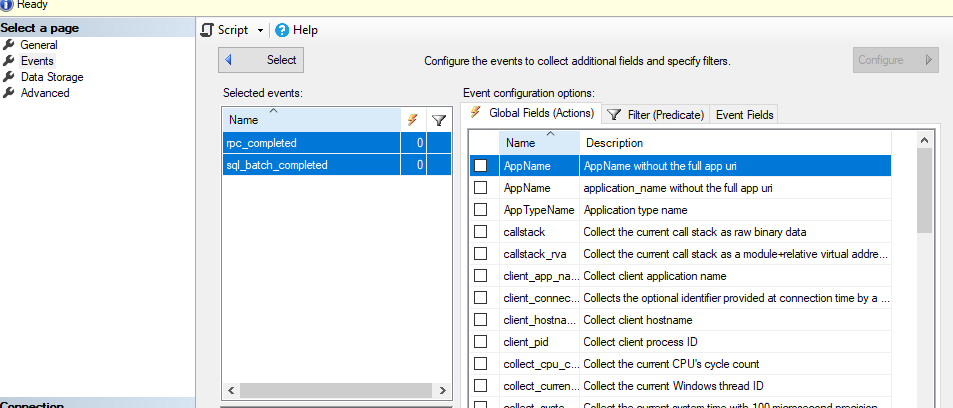 Ready
Select a page
General
Events
Data Storage
Advanced
Connection
Script
Help
Select
Configure the events to collect additional fields and specify filters.
Configure
Selected events:
Name
rpc_completed 0
sql_batch_completed 0
Event configuration options:
Global Fields (Actions) Filter (Predicate) Event Fields
Name Description
AppName AppName without the full app uri
AppName application_name without the full app uri
AppTypeName Application type name
callstack Collect the current call stack as raw binary data
callstack_rva Collect the current call stack as a module+relative virtual addre...
client_app_na... Collect client application name
client_connec... Collects the optional identifier provided at connection time by a ...
client_hostna... Collect client hostname
client_pid Collect client process ID
collect_cpu_c... Collect the current CPU's cycle count
collect_curren... Collect the current Windows thread ID
collect_syste... Collect the current system time with 100 microsecond precision